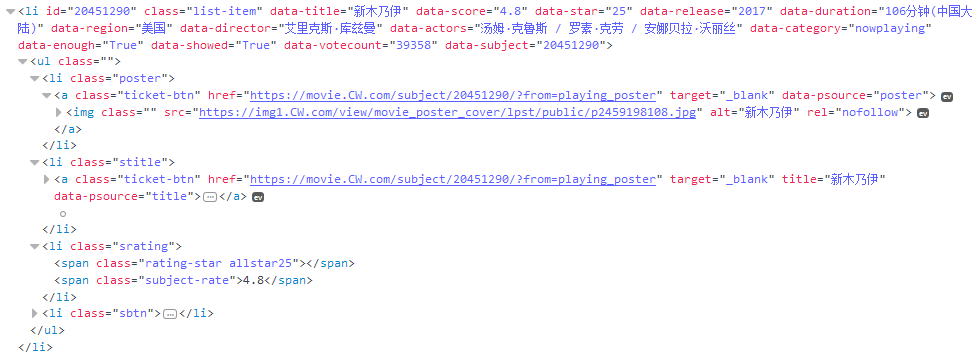 <li id="20451290" class="list-item" data-title="新木乃伊" data-score="4.8" data-star="25" data-release="2017" data-duration="106分钟(中国大
陆)" data-region="美国" data-director="艾里克斯·库兹曼" data-actors="汤姆·克鲁斯 / 罗素·克劳 / 安娜贝拉·沃丽丝" data-category="nowplaying"
data-enough="True" data-showed="True" data-votecount="39358" data-subject="20451290">
<ul class="">
<li class="poster">
<a class="ticket-btn" href="https://movie.CW.com/subject/20451290/?from=playing_poster" target="_blank" data-psource="poster"> ev
<img class="" src="https://img1.CW.com/view/movie_poster_cover/lpst/public/p2459198108.jpg" alt="新木乃伊" rel="nofollow"> ev
</a>
</li>
<li class="stitle">
<a class="ticket-btn" href="https://movie.CW.com/subject/20451290/?from=playing_poster" target="_blank" title="新木乃伊"
data-psource="title">…</a> ev
</li>
<li class="srating">
<span class="rating-star allstar25"></span>
<span class="subject-rate">4.8</span>
</li>
<li class="sbtn">…</li>
</ul>
</li>